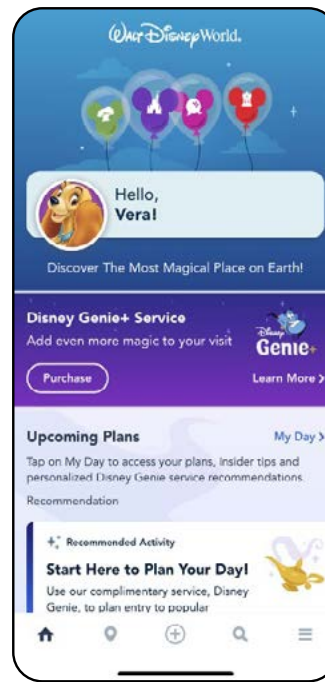 Walt Disney World.
Hello,
Vera!
Discover The Most Magical Place on Earth!
Disney Genie+ Service
Add even more magic to your visit
Disney
Genie+
Purchase
Learn More >
Upcoming Plans
My Day >
Tap on My Day to access your plans, Insider tips and
personalized Disney Genie service recommendations
Recommendation
Recommended Activity
Start Here to Plan Your Day!
Use our complimentary service, Disney
Genie, to plan entry to popular